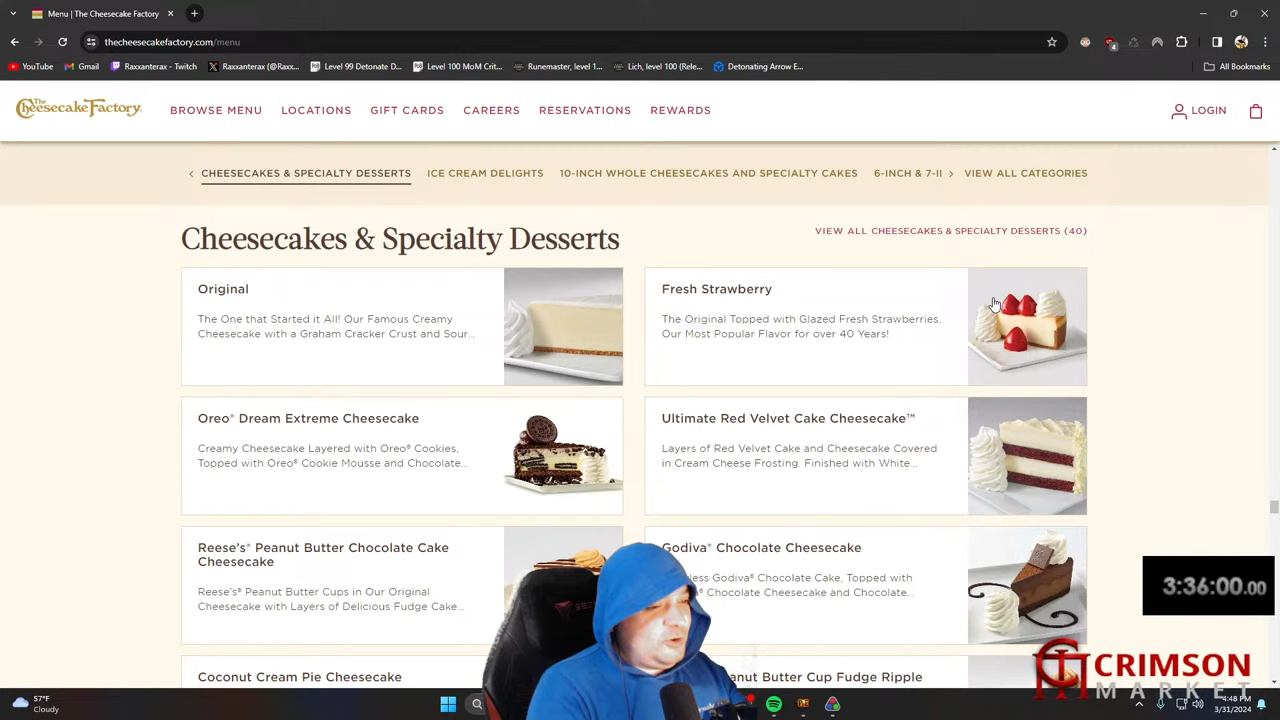 Menu | The Cheesecake Factory
thecheesecakefactory.com/menu
YouTube
Gmail
Raxxanterax - Twitch
Raxxanterax (@Rax...
Level 99 Detonate D...
Level 100 MoM Crit...
Runemaster, level 1...
Lich, level 100 (Rele...
Detonating Arrow E...
All Bookmarks
The Cheesecake Factory
BROWSE MENU
LOCATIONS
GIFT CARDS
CAREERS
RESERVATIONS
REWARDS
LOGIN
CHEESECAKES & SPECIALTY DESSERTS
ICE CREAM DELIGHTS
10-INCH WHOLE CHEESECAKES AND SPECIALTY CAKES
6-INCH & 7-I
VIEW ALL CATEGORIES
Cheesecakes & Specialty Desserts
VIEW ALL CHEESECAKES & SPECIALTY DESSERTS (40)
Original
The One that Started it All! Our Famous Creamy
Cheesecake with a Graham Cracker Crust and Sour...
Fresh Strawberry
The Original Topped with Glazed Fresh Strawberries.
Our Most Popular Flavor for over 40 Years!
Oreo® Dream Extreme Cheesecake
Creamy Cheesecake Layered with Oreo® Cookies,
Topped with Oreo® Cookie Mousse and Chocolate...
Ultimate Red Velvet Cake Cheesecake™
Layers of Red Velvet Cake and Cheesecake Covered
in Cream Cheese Frosting. Finished with White...
Reese's® Peanut Butter Chocolate Cake
Cheesecake
Reese's® Peanut Butter Cups in Our Original
Cheesecake with Layers of Delicious Fudge Cake...
Godiva® Chocolate Cheesecake
Godiva® Chocolate Cake, Topped with
Chocolate Cheesecake and Chocolate...
Coconut Cream Pie Cheesecake
Butter Cup Fudge Ripple
3:36:00.00
CRIMSON
MARKET
57°F
Cloudy
4:48 PM
3/31/2024